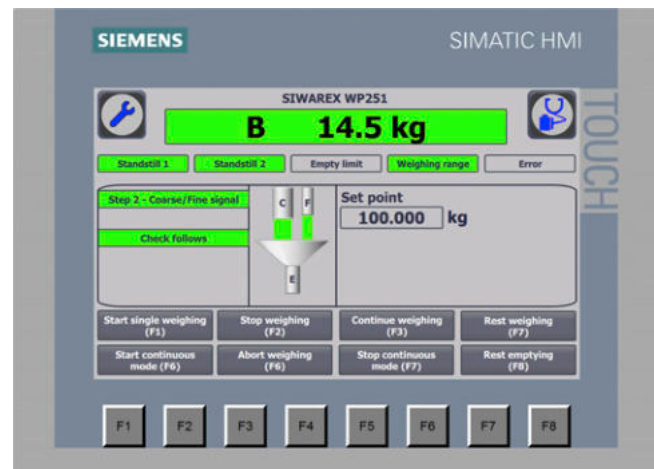 SIEMENS
SIMATIC HMI
TOUCH
SIWAREX WP251
B 14.5 kg
Standstill 1
Standstill 2
Empty limit
Weighing range
Error
Step 2 - Coarse/Fine signal
Check follows
C
F
E
Set point
100.000 kg
Start single weighing
(F1)
Stop weighing
(F2)
Continue weighing
(F3)
Rest weighing
(F7)
Start continuous
mode (F6)
Abort weighing
(F6)
Stop continuous
mode (F7)
Rest emptying
(F8)
F1
F2
F3
F4
F5
F6
F7
F8